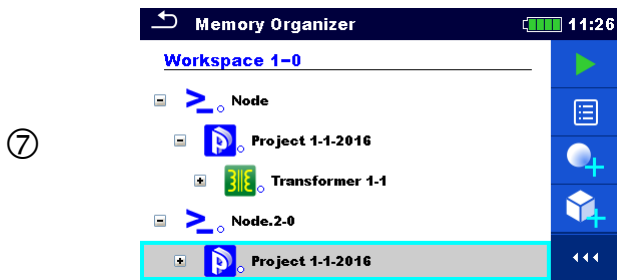 Memory Organizer 11:26
Workspace 1-0
Node
Project 1-1-2016
⑦
Transformer 1-1
Node.2-0
Project 1-1-2016